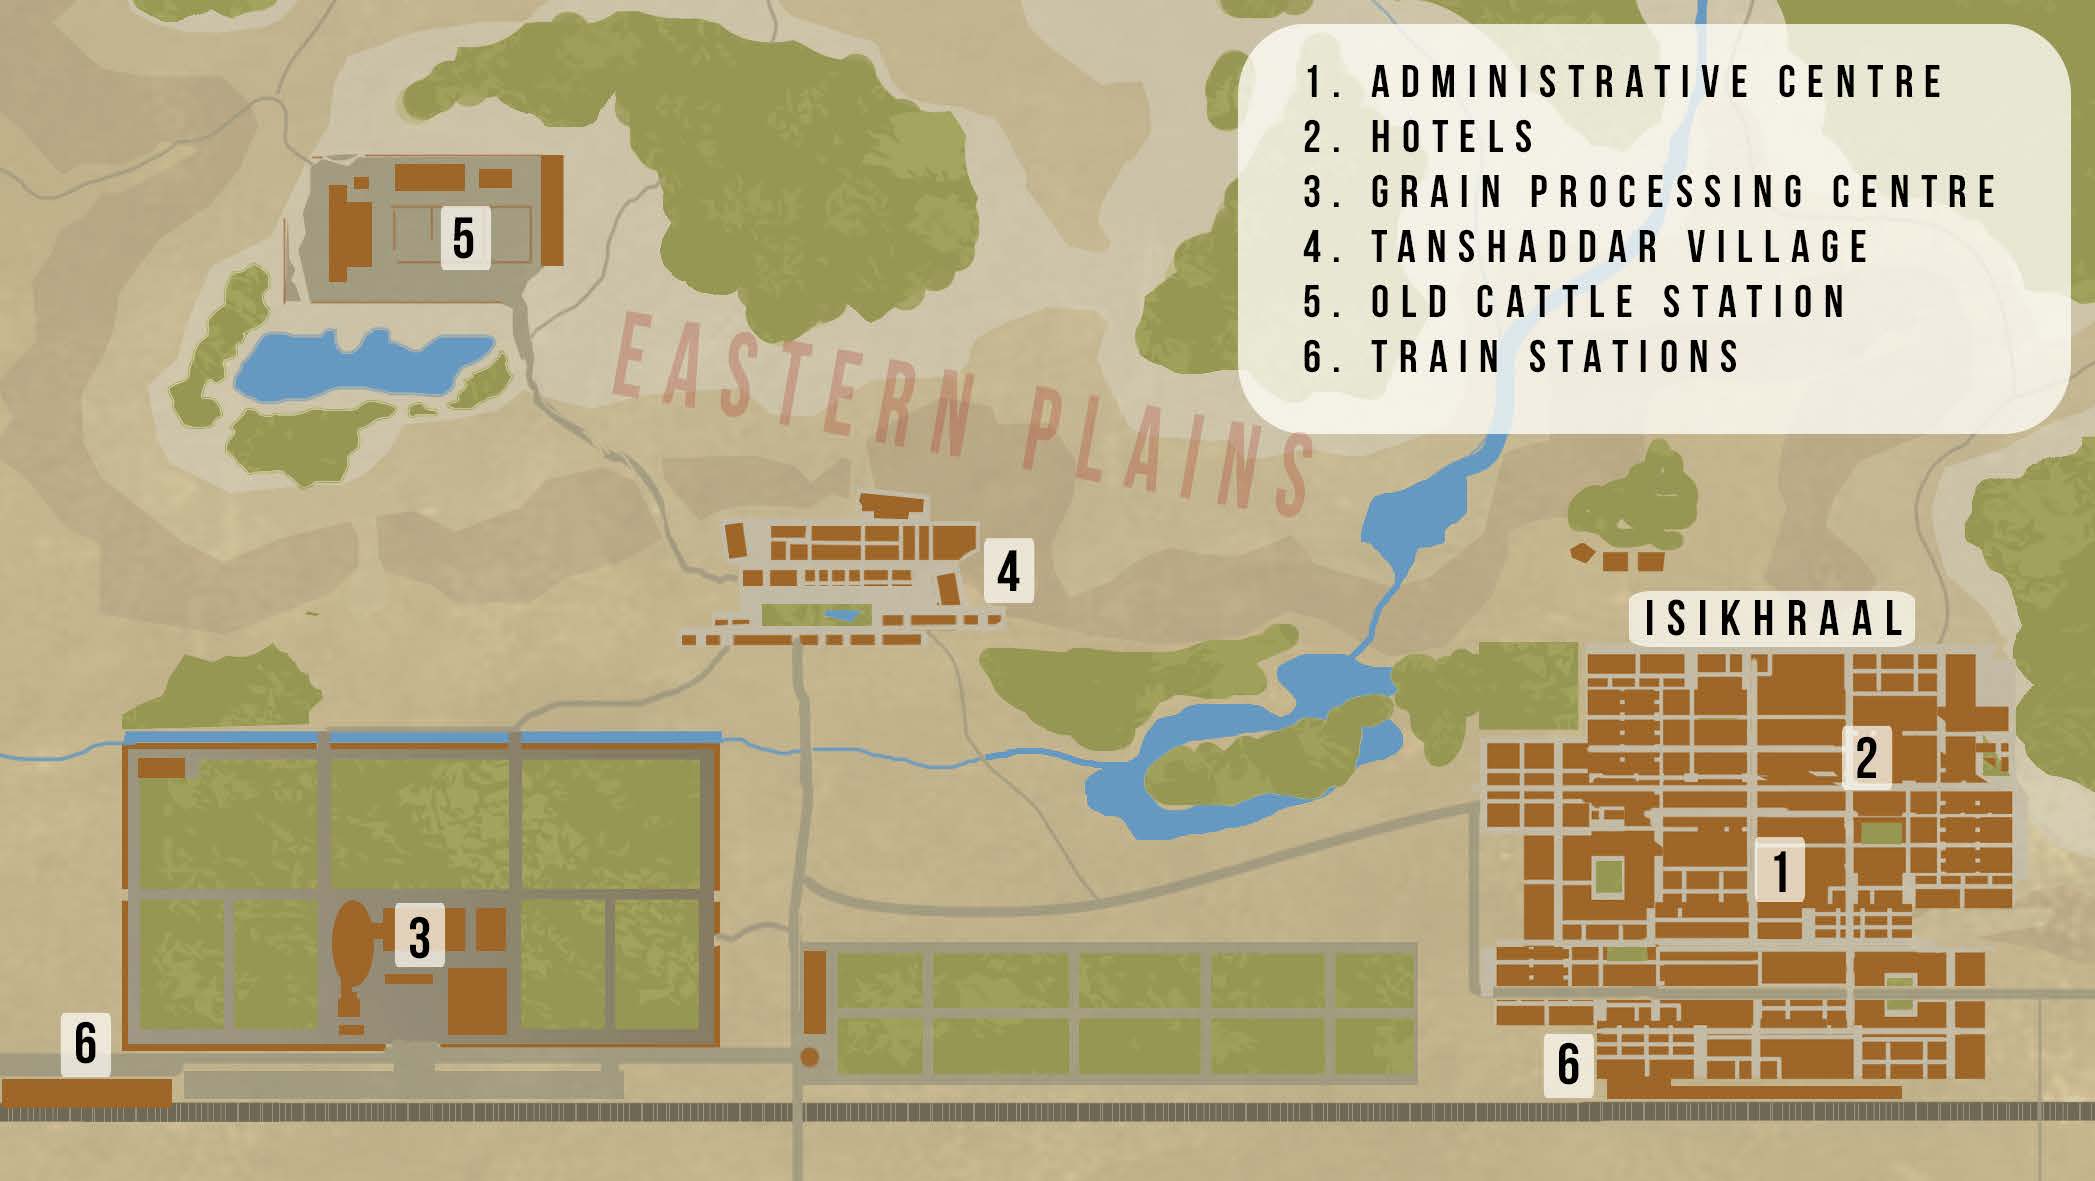 1. ADMINISTRATIVE CENTRE
2. HOTELS
3. GRAIN PROCESSING CENTRE
4. TANSHADDAR VILLAGE
5. OLD CATTLE STATION
6. TRAIN STATIONS
5
EASTERN PLAINS
4
ISIKHRAAL
2
1
3
6
6